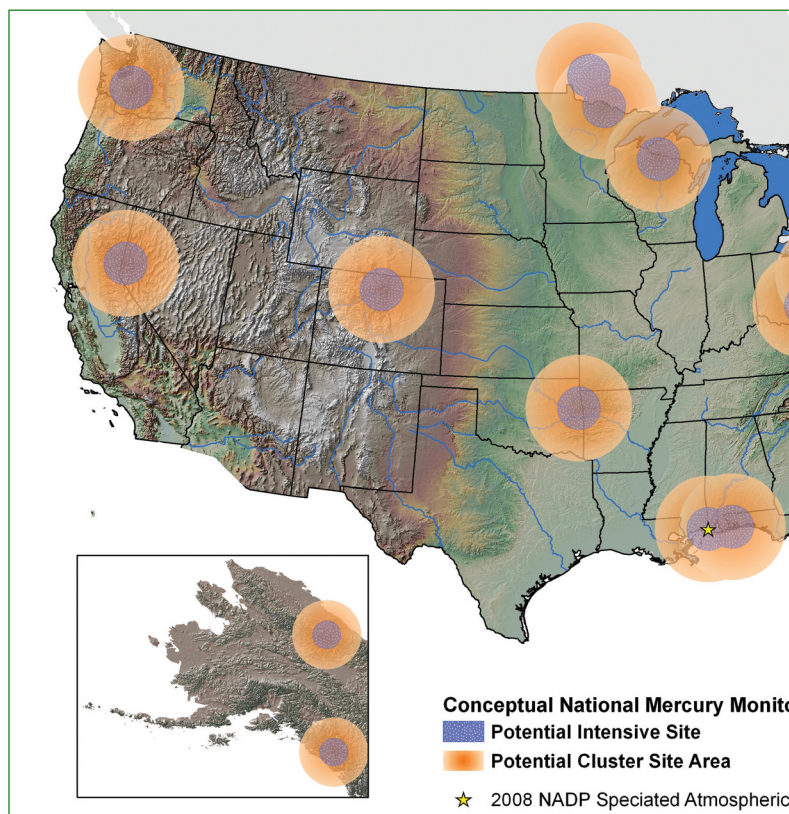 Conceptual National Mercury Monito
Potential Intensive Site
Potential Cluster Site Area
2008 NADP Speciated Atmospheric